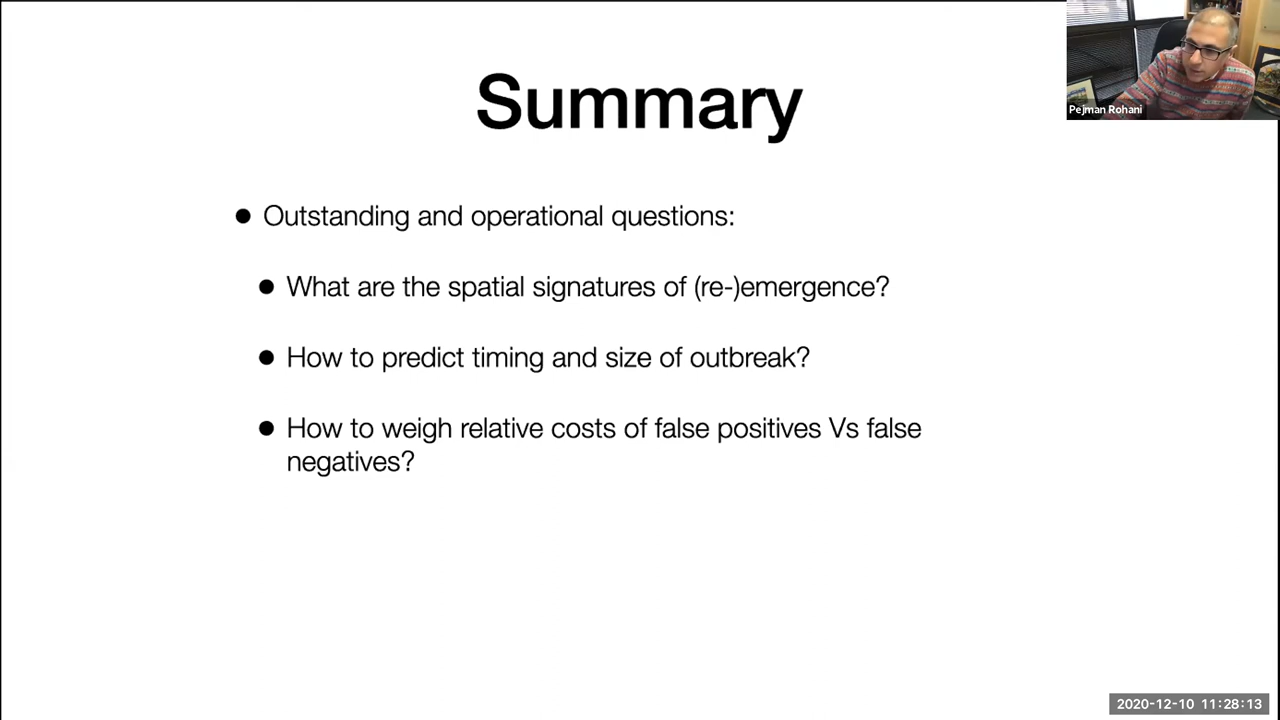 Summary
Pejman Rohani
● Outstanding and operational questions:
● What are the spatial signatures of (re-)emergence?
● How to predict timing and size of outbreak?
● How to weigh relative costs of false positives Vs false
negatives?
2020-12-10 11:28:13